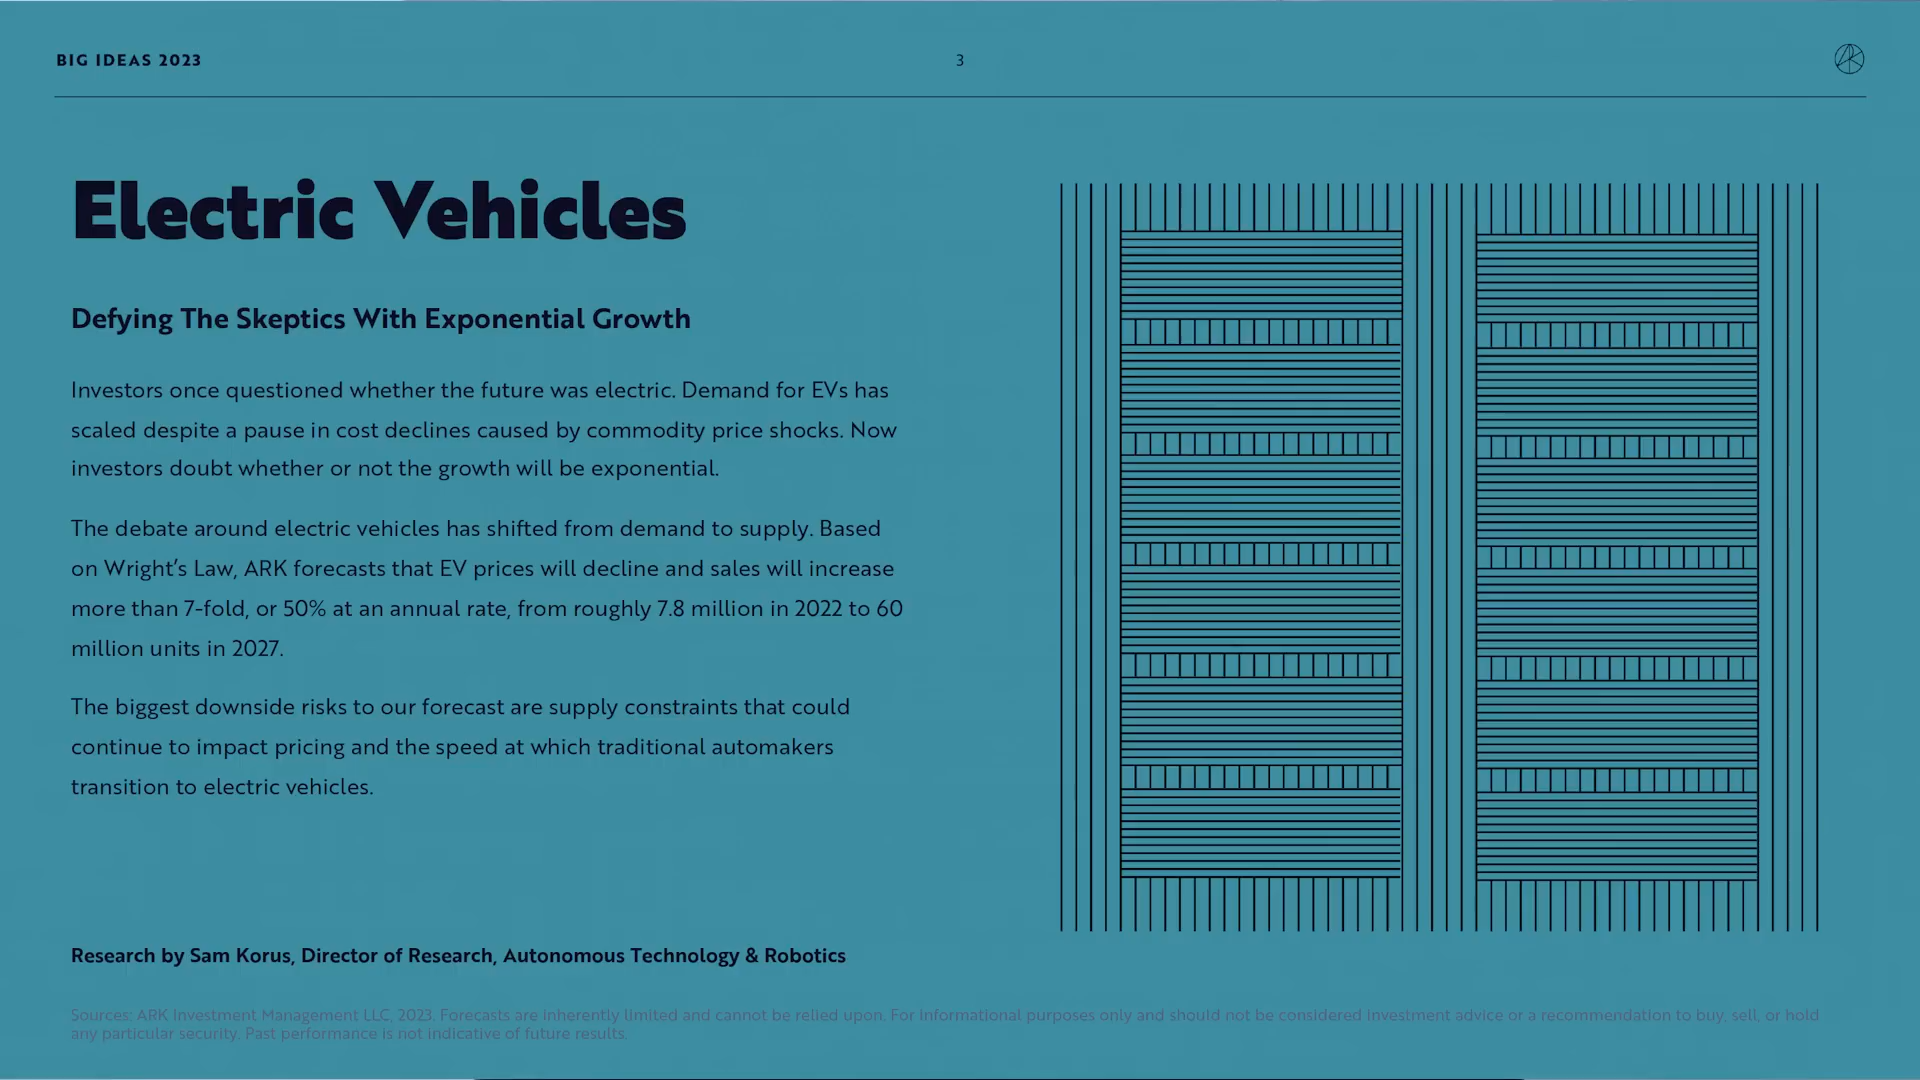 BIG IDEAS 2023
3
Electric Vehicles
Defying The Skeptics With Exponential Growth
Investors once questioned whether the future was electric. Demand for EVs has
scaled despite a pause in cost declines caused by commodity price shocks. Now
investors doubt whether or not the growth will be exponential.
The debate around electric vehicles has shifted from demand to supply. Based
on Wright’s Law, ARK forecasts that EV prices will decline and sales will increase
more than 7-fold, or 50% at an annual rate, from roughly 7.8 million in 2022 to 60
million units in 2027.
The biggest downside risks to our forecast are supply constraints that could
continue to impact pricing and the speed at which traditional automakers
transition to electric vehicles.
Research by Sam Korus, Director of Research, Autonomous Technology & Robotics
Sources: ARK Investment Management LLC, 2023. Forecasts are inherently limited and cannot be relied upon. For informational purposes only and should not be considered investment advice or a recommendation to buy, sell, or hold
any particular security. Past performance is not indicative of future results.